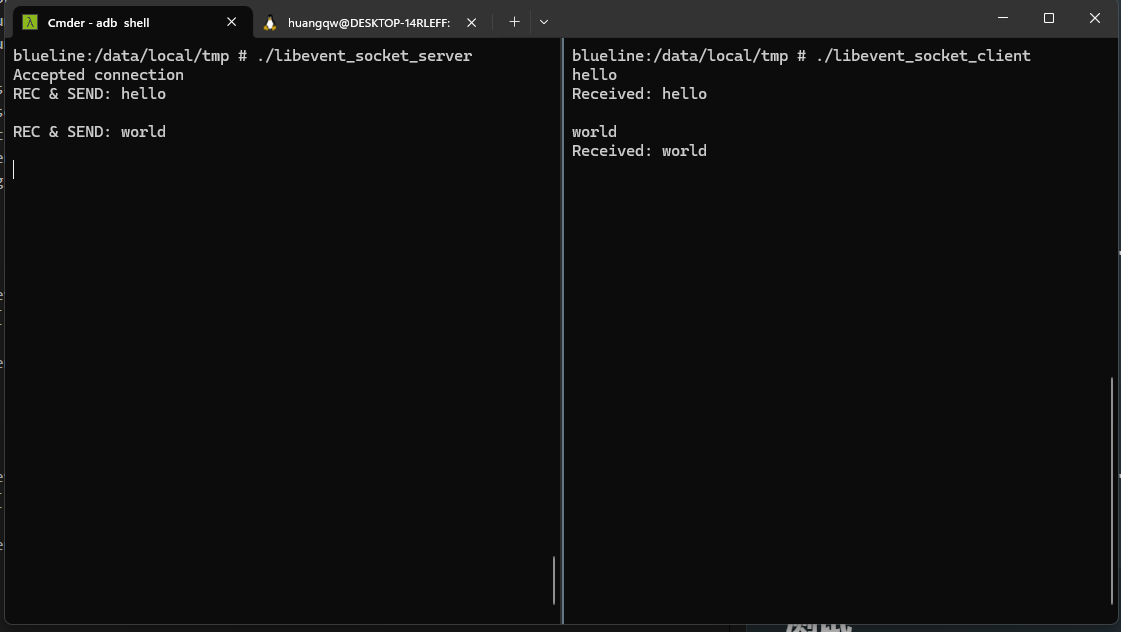 Cmder - adb shell
huangqw@DESKTOP-14RLEFF:
blueline:/data/local/tmp # ./libevent_socket_server
Accepted connection
REC & SEND: hello
REC & SEND: world
blueline:/data/local/tmp # ./libevent_socket_client
hello
Received: hello
world
Received: world